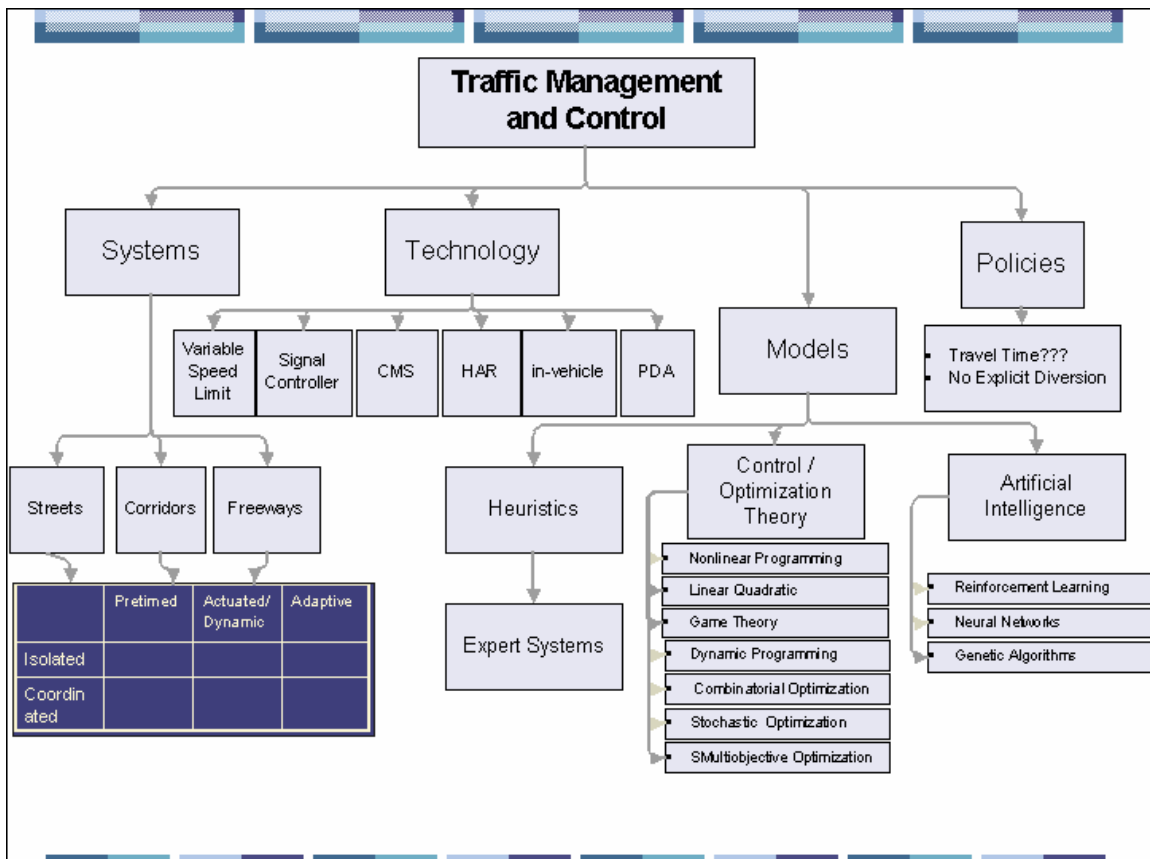 Traffic Management
and Control
Systems
Technology
Models
Policies
Variable
Speed
Limit
Signal
Controller
CMS
HAR
in-vehicle
PDA
Travel Time???
No Explicit Diversion
Streets
Corridors
Freeways
Heuristics
Control /
Optimization
Theory
Artificial
Intelligence
Expert Systems
Nonlinear Programming
Linear Quadratic
Game Theory
Dynamic Programming
Combinatorial Optimization
Stochastic Optimization
SMultiobjective Optimization
Reinforcement Learning
Neural Networks
Genetic Algorithms
Pretimed
Actuated/
Dynamic
Adaptive
Isolated
Coordin
ated